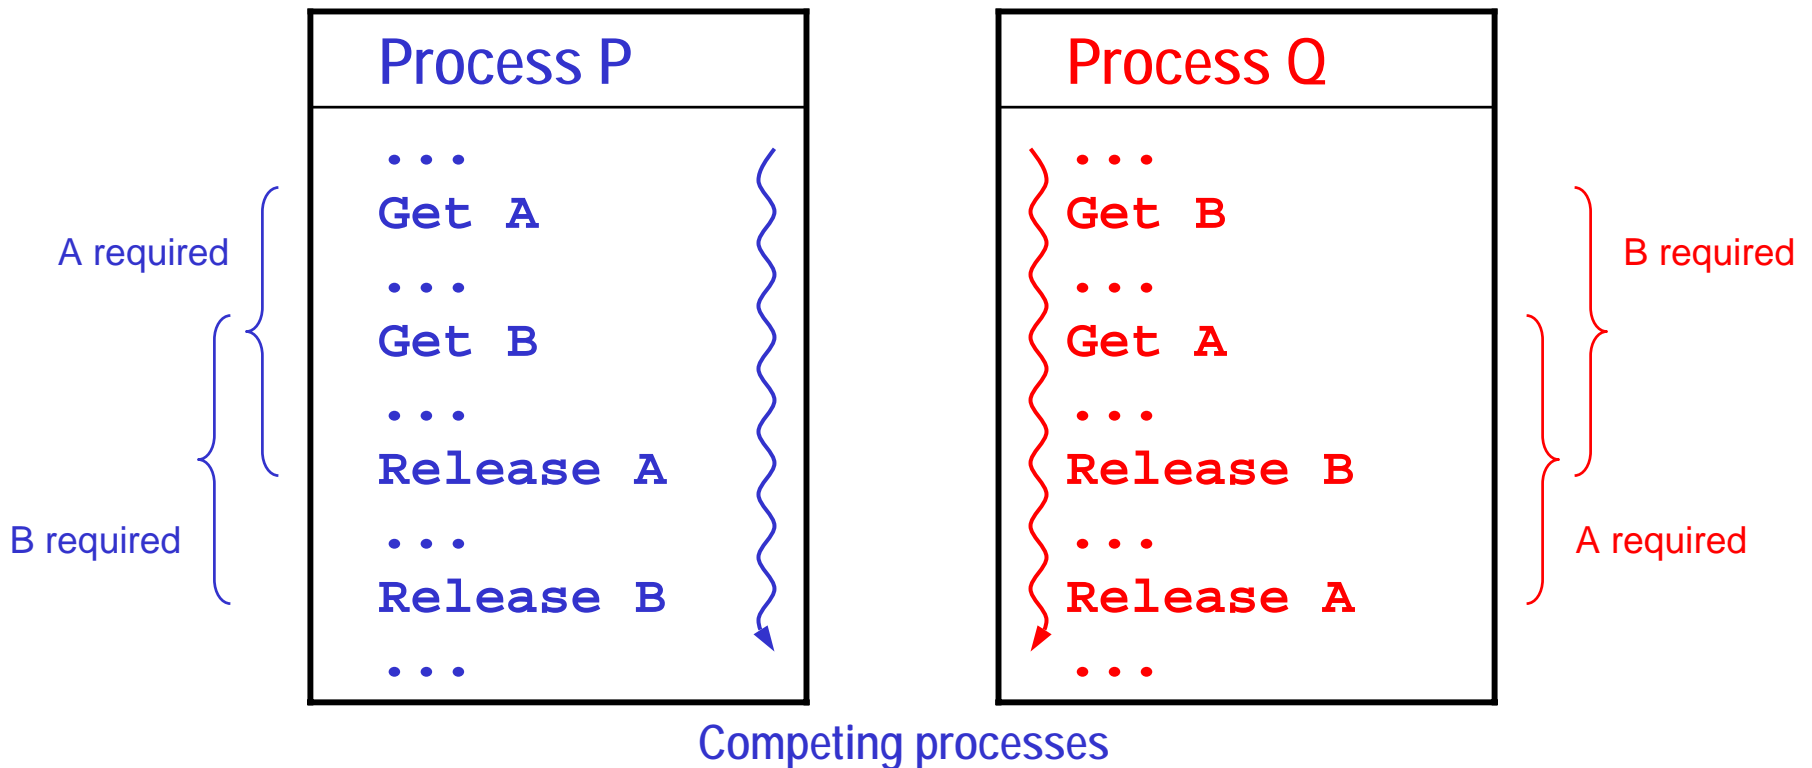 Process P
...
Get A
...
Get B
...
Release A
...
Release B
...
A required
B required
Process Q
...
Get B
...
Get A
...
Release B
...
Release A
...
B required
A required
Competing processes